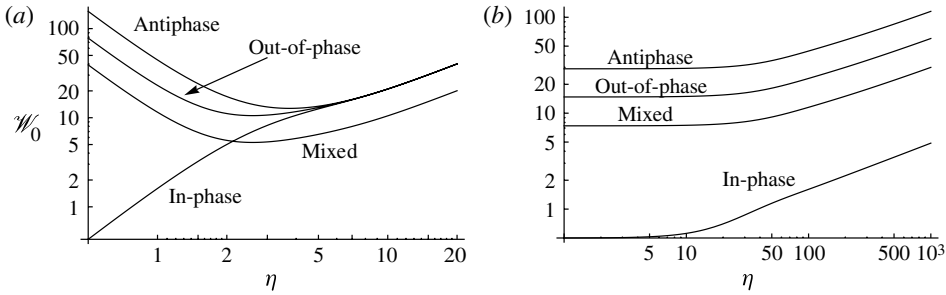 (a)
100
50
20
10
5
2
1
𝒲0
Antiphase
Out-of-phase
Mixed
In-phase
1 2 5 10 20
η
(b)
100
50
20
10
5
2
1
Antiphase
Out-of-phase
Mixed
In-phase
5 10 50 100 500 10³
η